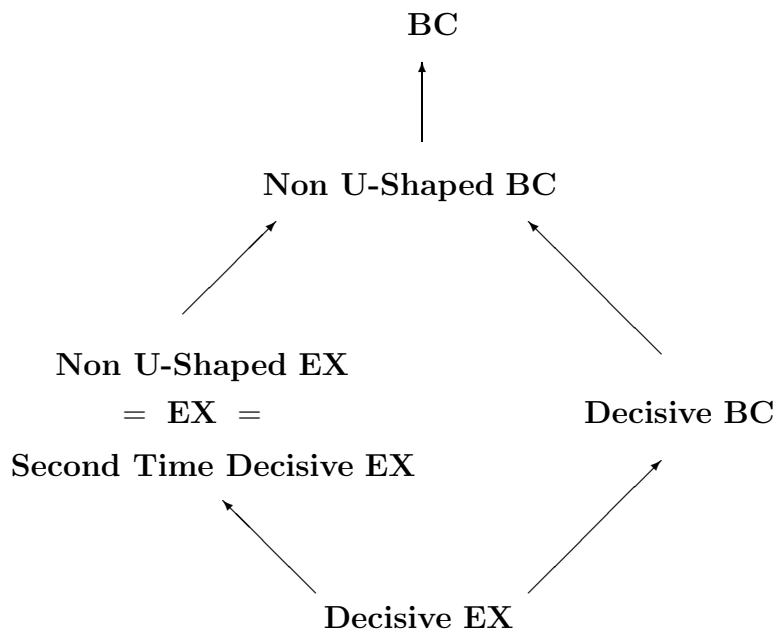 BC
Non U-Shaped BC
Non U-Shaped EX
= EX =
Second Time Decisive EX
Decisive BC
Decisive EX